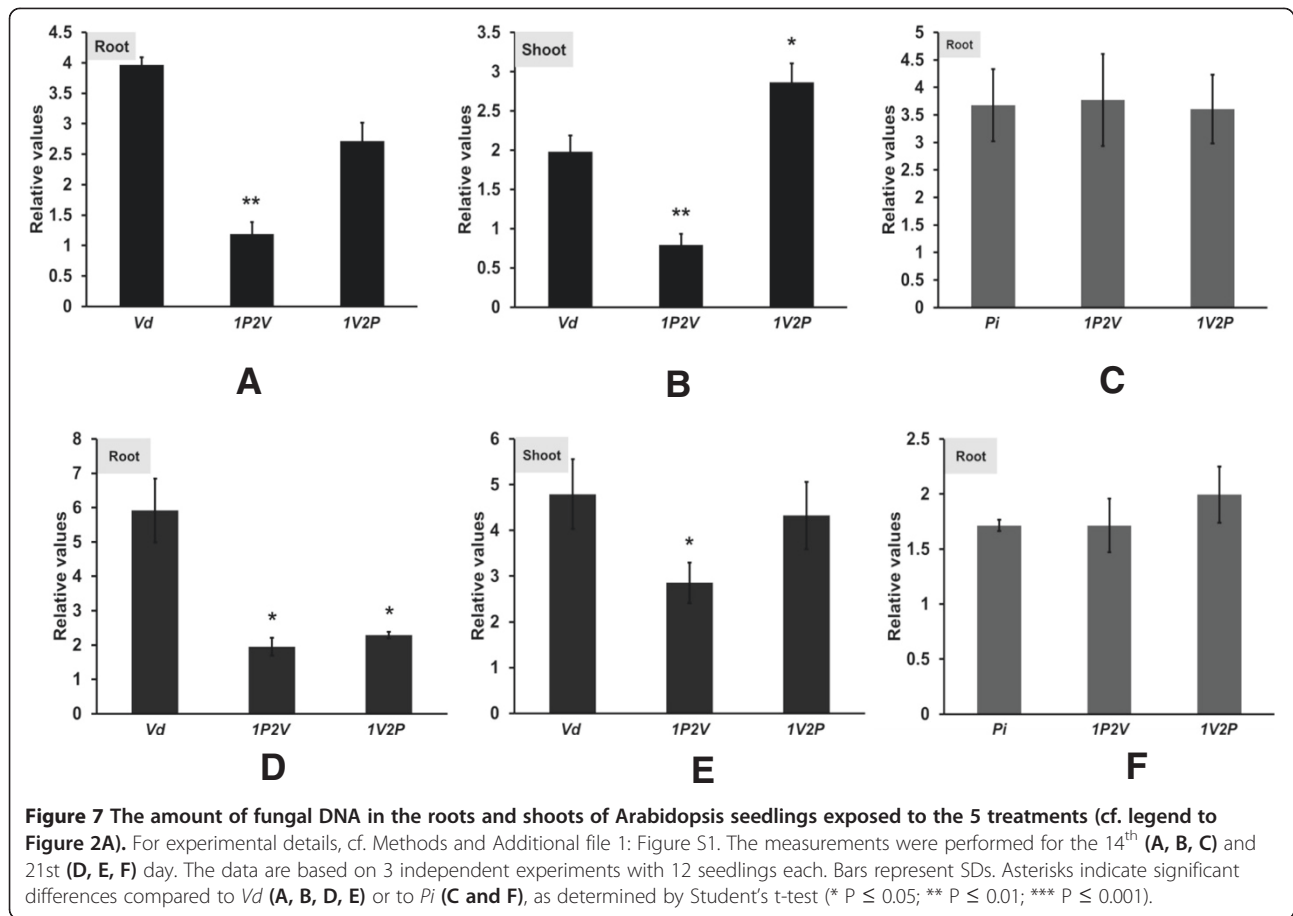 4.5
4
3.5
3
2.5
2
1.5
1
0.5
0
Relative values
Root
**
Vd 1P2V 1V2P
A
3.5
3
2.5
2
1.5
1
0.5
0
Relative values
Shoot
**
*
Vd 1P2V 1V2P
B
5
4.5
4
3.5
3
2.5
2
1.5
1
0.5
0
Relative values
Root
Pi 1P2V 1V2P
C
8
7
6
5
4
3
2
1
0
Relative values
Root
*
*
Vd 1P2V 1V2P
D
6
5
4
3
2
1
0
Relative values
Shoot
*
Vd 1P2V 1V2P
E
2.5
2
1.5
1
0.5
0
Relative values
Root
Pi 1P2V 1V2P
F
Figure 7 The amount of fungal DNA in the roots and shoots of Arabidopsis seedlings exposed to the 5 treatments (cf. legend to
Figure 2A). For experimental details, cf. Methods and Additional file 1: Figure S1. The measurements were performed for the 14th (A, B, C) and
21st (D, E, F) day. The data are based on 3 independent experiments with 12 seedlings each. Bars represent SDs. Asterisks indicate significant
differences compared to Vd (A, B, D, E) or to Pi (C and F), as determined by Student's t-test (* P ≤ 0.05; ** P ≤ 0.01; *** P ≤ 0.001).